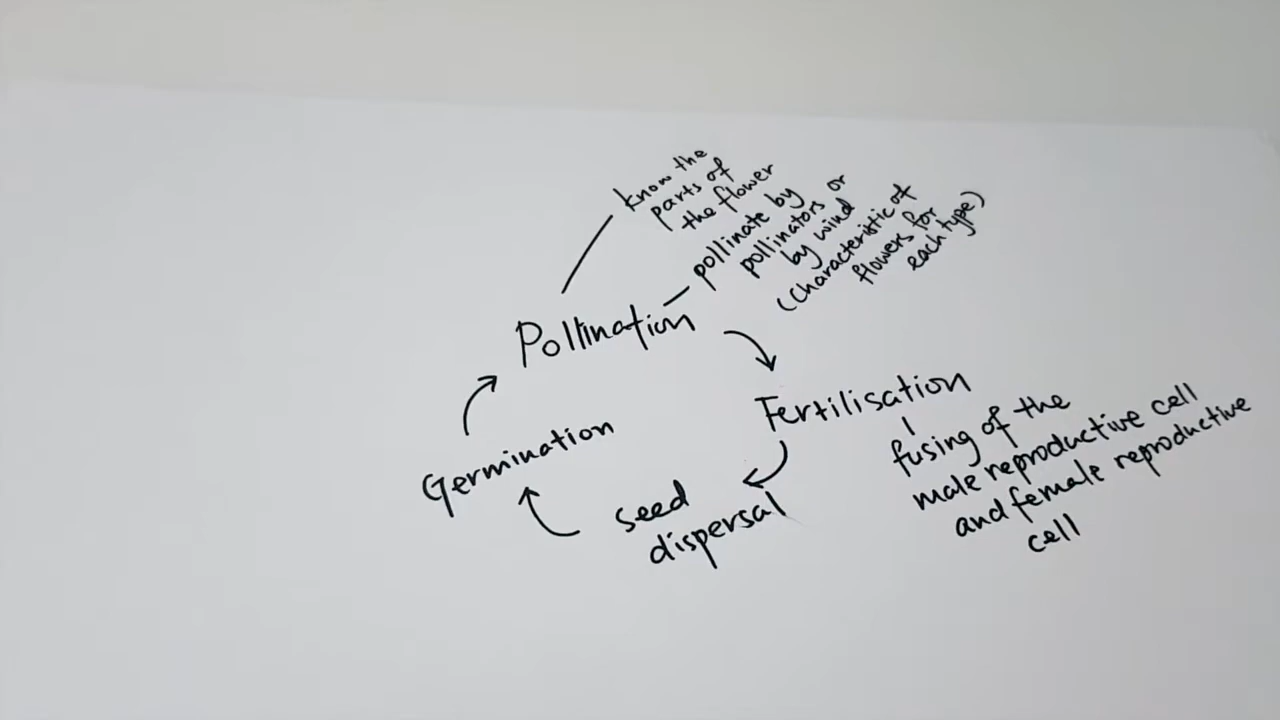 know the
parts of
the flower
pollinate by
pollinators or
by wind
(characteristic of
flowers for
each type)
Pollination
Fertilisation
fusing of the
male reproductive cell
and female reproductive
cell
seed
dispersal
Germination